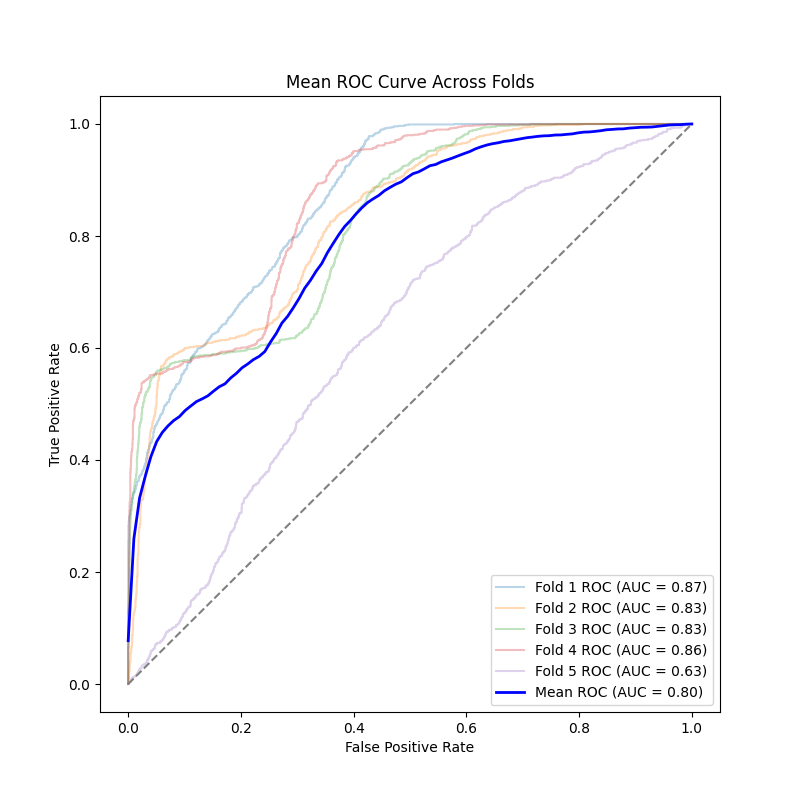 Mean ROC Curve Across Folds
1.0
0.8
0.6
0.4
0.2
0.0
True Positive Rate
Fold 1 ROC (AUC = 0.87)
Fold 2 ROC (AUC = 0.83)
Fold 3 ROC (AUC = 0.83)
Fold 4 ROC (AUC = 0.86)
Fold 5 ROC (AUC = 0.63)
Mean ROC (AUC = 0.80)
0.0 0.2 0.4 0.6 0.8 1.0
False Positive Rate